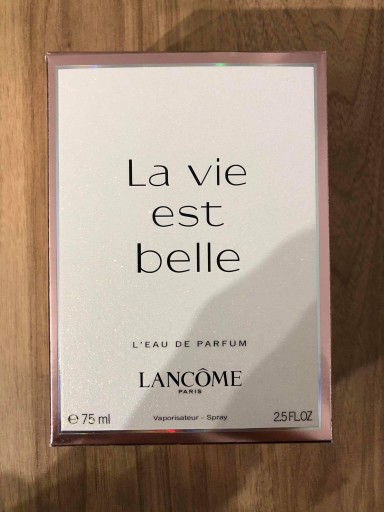 La vie
est
belle
L'EAU DE PARFUM
LANCÔME
PARIS
℮ 75 ml
Vaporisateur - Spray
2.5 FL.OZ